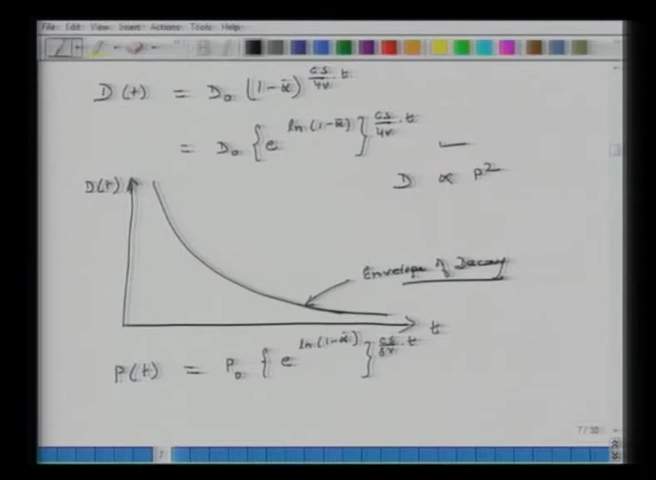 File Edit View Insert Actions Tools Help
D(t) = D₀ (1-ᾱ)^(cs/4v · t)
= D₀ {e^(ln(1-ᾱ))}^(cs/4v · t)
D ∝ P²
D(t)
Envelope of Decay
t
P(t) = P₀ {e^(ln(1-ᾱ))}^(cs/8v · t)
7